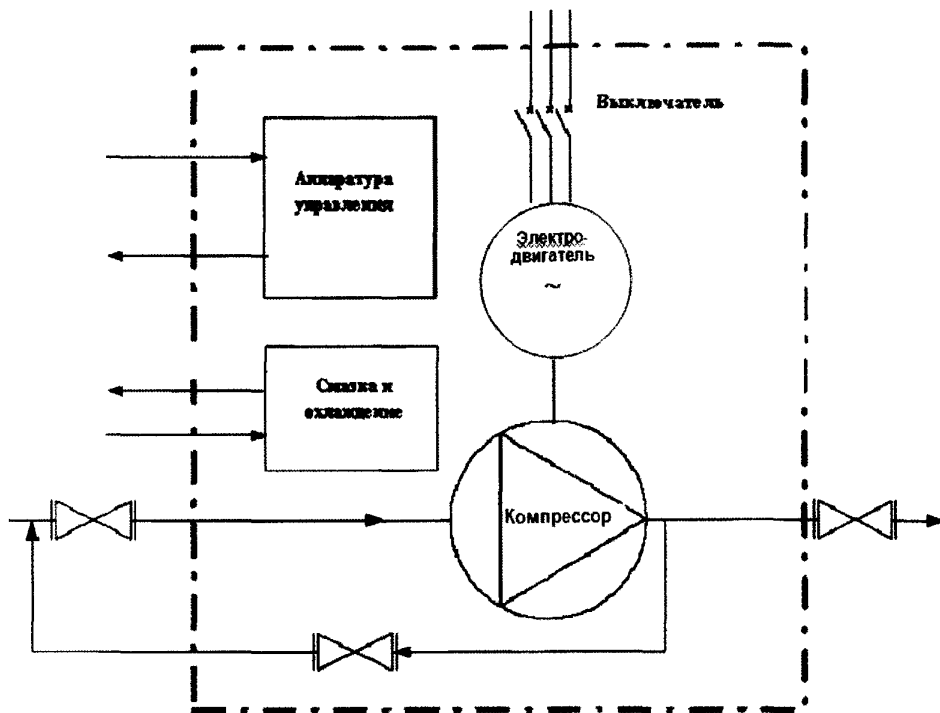 Выключатель
Аппаратура
управления
Электро-
двигатель
~
Смазка и
охлаждение
Компрессор